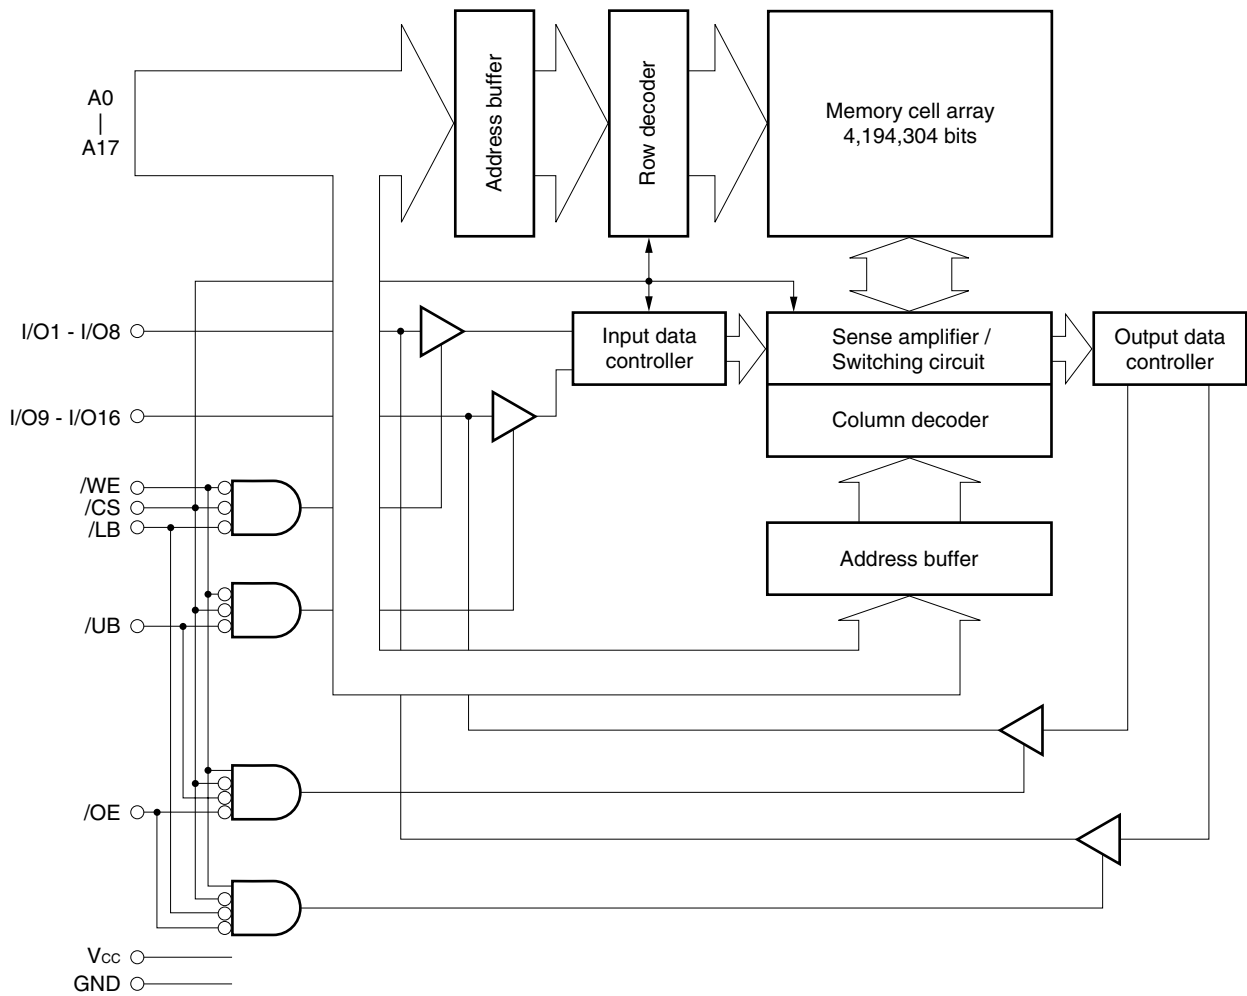 A0
|
A17
Address buffer
Row decoder
Memory cell array
4,194,304 bits
I/O1 - I/O8
Input data
controller
Sense amplifier /
Switching circuit
Output data
controller
I/O9 - I/O16
Column decoder
/WE
/CS
/LB
Address buffer
/UB
/OE
VCC
GND